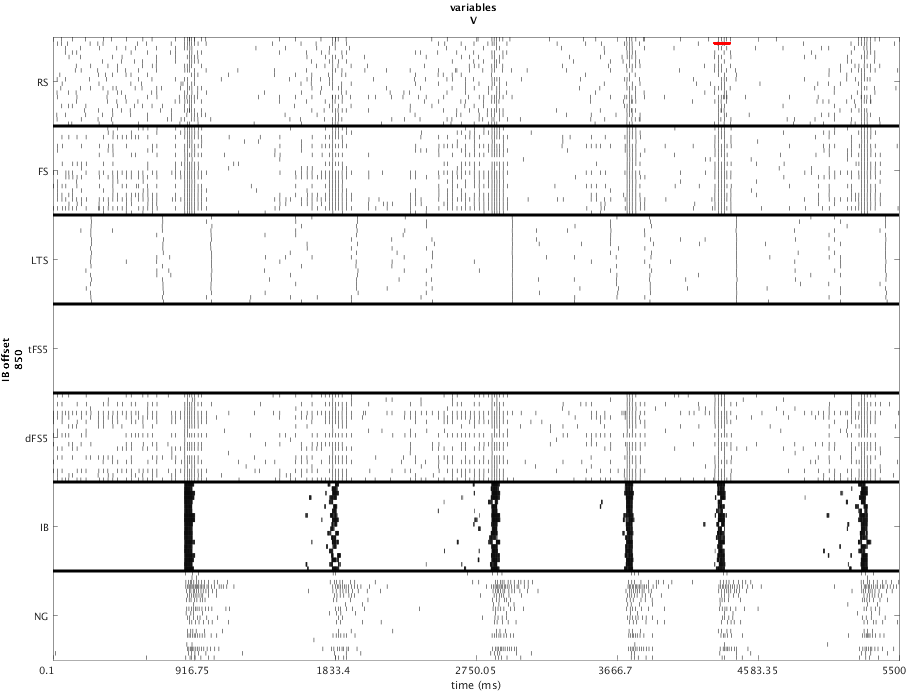 variables
V
RS
FS
LTS
tFS5
dFS5
IB
NG
IB offset
850
0.1
916.75
1833.4
2750.05
3666.7
4583.35
5500
time (ms)